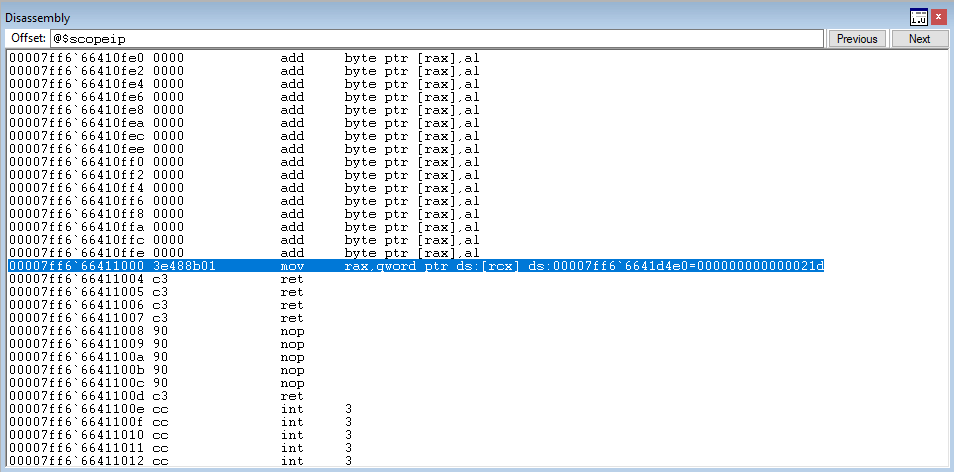 Disassembly
Offset: @$scopeip Previous Next
00007ff6`66410fe0 0000 add byte ptr [rax],al
00007ff6`66410fe2 0000 add byte ptr [rax],al
00007ff6`66410fe4 0000 add byte ptr [rax],al
00007ff6`66410fe6 0000 add byte ptr [rax],al
00007ff6`66410fe8 0000 add byte ptr [rax],al
00007ff6`66410fea 0000 add byte ptr [rax],al
00007ff6`66410fec 0000 add byte ptr [rax],al
00007ff6`66410fee 0000 add byte ptr [rax],al
00007ff6`66410ff0 0000 add byte ptr [rax],al
00007ff6`66410ff2 0000 add byte ptr [rax],al
00007ff6`66410ff4 0000 add byte ptr [rax],al
00007ff6`66410ff6 0000 add byte ptr [rax],al
00007ff6`66410ff8 0000 add byte ptr [rax],al
00007ff6`66410ffa 0000 add byte ptr [rax],al
00007ff6`66410ffc 0000 add byte ptr [rax],al
00007ff6`66410ffe 0000 add byte ptr [rax],al
00007ff6`66411000 3e488b01 mov rax,qword ptr ds:[rcx] ds:00007ff6`6641d4e0=000000000000021d
00007ff6`66411004 c3 ret
00007ff6`66411005 c3 ret
00007ff6`66411006 c3 ret
00007ff6`66411007 c3 ret
00007ff6`66411008 90 nop
00007ff6`66411009 90 nop
00007ff6`6641100a 90 nop
00007ff6`6641100b 90 nop
00007ff6`6641100c 90 nop
00007ff6`6641100d c3 ret
00007ff6`6641100e cc int 3
00007ff6`6641100f cc int 3
00007ff6`66411010 cc int 3
00007ff6`66411011 cc int 3
00007ff6`66411012 cc int 3